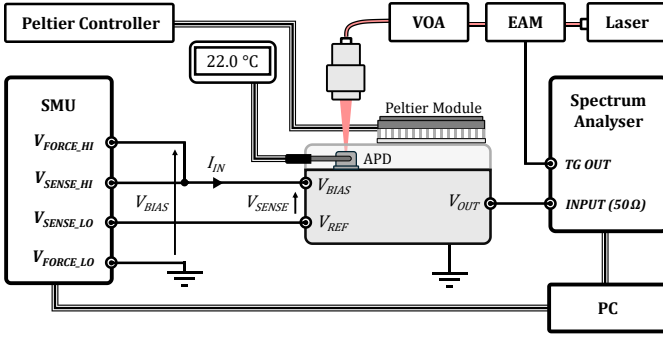 Peltier Controller
VOA
EAM
Laser
22.0 °C
SMU
Peltier Module
Spectrum
Analyser
V_FORCE_HI
I_IN
APD
TG OUT
V_SENSE_HI
V_BIAS
V_SENSE
V_BIAS
V_OUT
INPUT (50Ω)
V_SENSE_LO
V_REF
V_FORCE_LO
PC